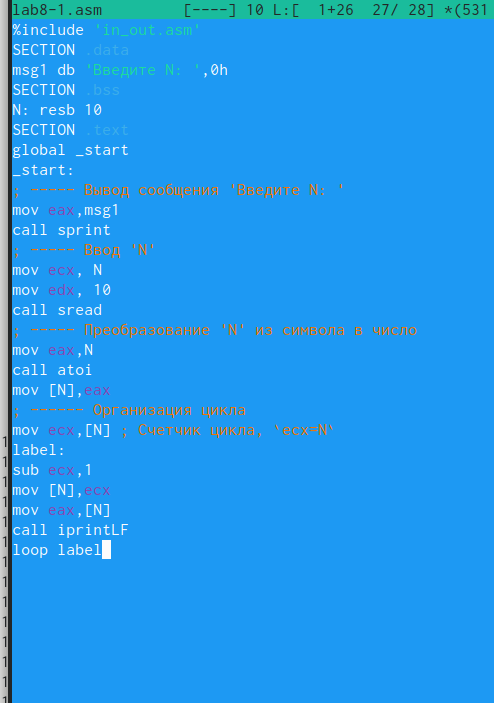 lab8-1.asm [----] 10 L:[ 1+26 27/ 28] *(531
%include 'in_out.asm'
SECTION .data
msg1 db 'Введите N: ',0h
SECTION .bss
N: resb 10
SECTION .text
global _start
_start:
; ----- Вывод сообщения 'Введите N: '
mov eax,msg1
call sprint
; ----- Ввод 'N'
mov ecx, N
mov edx, 10
call sread
; ----- Преобразование 'N' из символа в число
mov eax,N
call atoi
mov [N],eax
; ------ Организация цикла
mov ecx,[N] ; Счетчик цикла, `ecx=N`
label:
sub ecx,1
mov [N],ecx
mov eax,[N]
call iprintLF
loop label